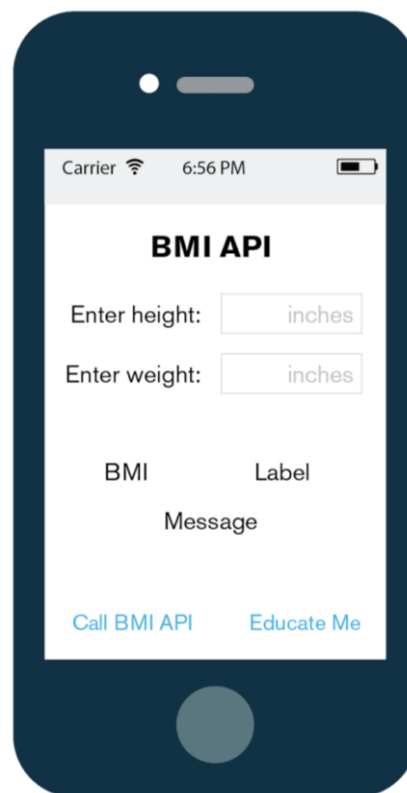 Carrier 6:56 PM
BMI API
Enter height: inches
Enter weight: inches
BMI Label
Message
Call BMI API Educate Me